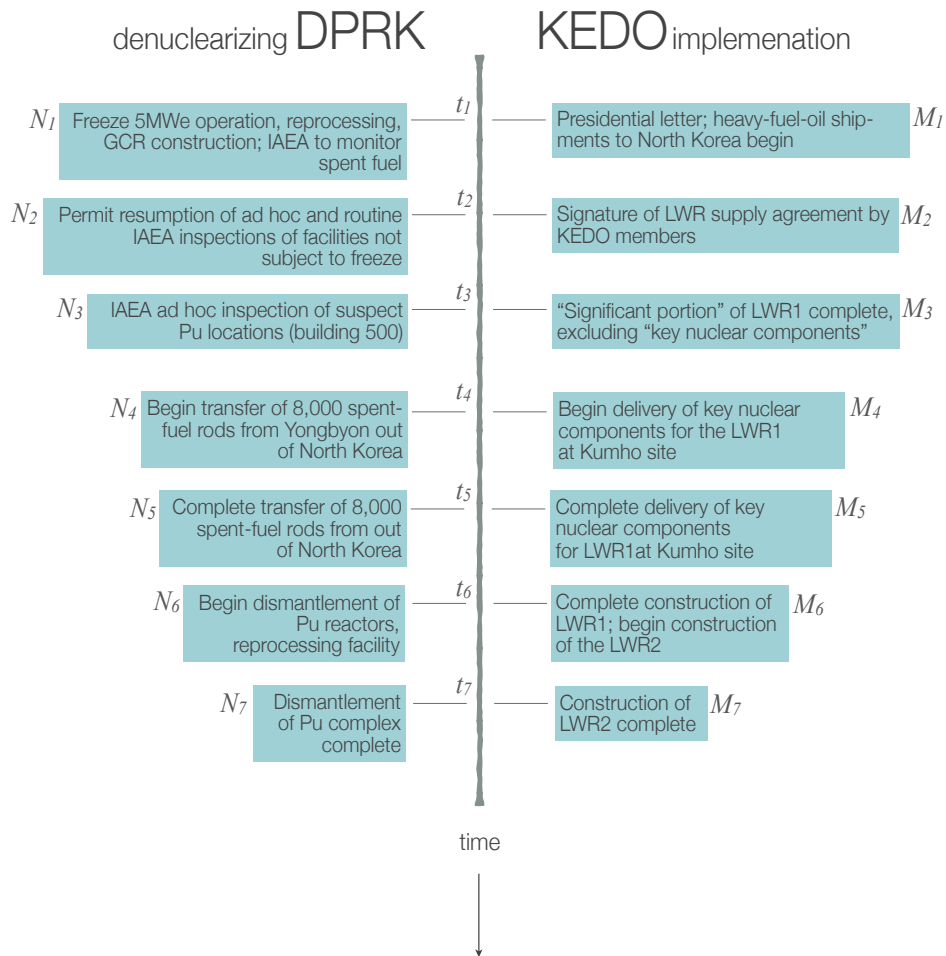 denuclearizing DPRK
KEDO implemenation
N1
Freeze 5MWe operation, reprocessing,
GCR construction; IAEA to monitor
spent fuel
t1
Presidential letter; heavy-fuel-oil ship-
ments to North Korea begin
M1
N2
Permit resumption of ad hoc and routine
IAEA inspections of facilities not
subject to freeze
t2
Signature of LWR supply agreement by
KEDO members
M2
N3
IAEA ad hoc inspection of suspect
Pu locations (building 500)
t3
“Significant portion” of LWR1 complete,
excluding “key nuclear components”
M3
N4
Begin transfer of 8,000 spent-
fuel rods from Yongbyon out
of North Korea
t4
Begin delivery of key nuclear
components for the LWR1
at Kumho site
M4
N5
Complete transfer of 8,000
spent-fuel rods from out
of North Korea
t5
Complete delivery of key
nuclear components
for LWR1at Kumho site
M5
N6
Begin dismantlement of
Pu reactors,
reprocessing facility
t6
Complete construction of
LWR1; begin construction
of the LWR2
M6
N7
Dismantlement
of Pu complex
complete
t7
Construction of
LWR2 complete
M7
time